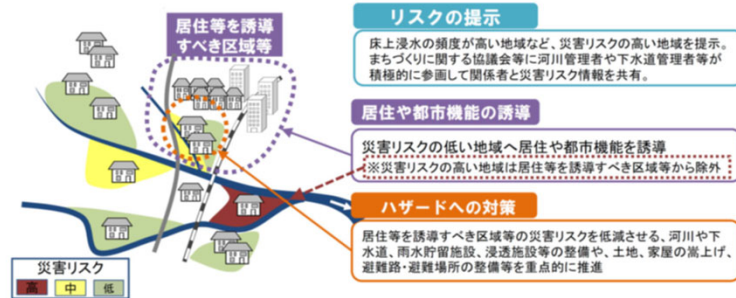 居住等を誘導
すべき区域等
リスクの提示
床上浸水の頻度が高い地域など、災害リスクの高い地域を提示。
まちづくりに関する協議会等に河川管理者や下水道管理者等が
積極的に参画して関係者と災害リスク情報を共有。
居住や都市機能の誘導
災害リスクの低い地域へ居住や都市機能を誘導
※災害リスクの高い地域は居住等を誘導すべき区域等から除外
ハザードへの対策
居住等を誘導すべき区域等の災害リスクを低減させる、河川や下
水道、雨水貯留施設、浸透施設等の整備や、土地、家屋の嵩上げ、
避難路・避難場所の整備等を重点的に推進
災害リスク
高 中 低